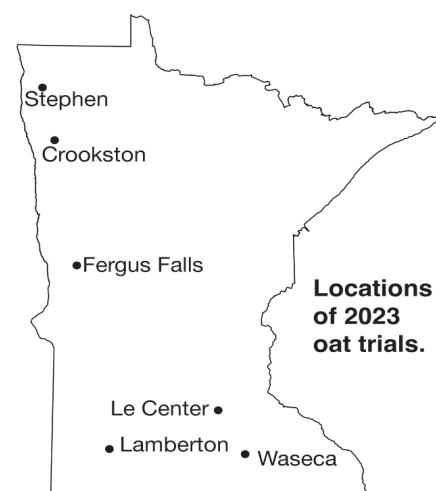 Stephen
Crookston
Fergus Falls
Locations
of 2023
oat trials.
Le Center
Lamberton
Waseca